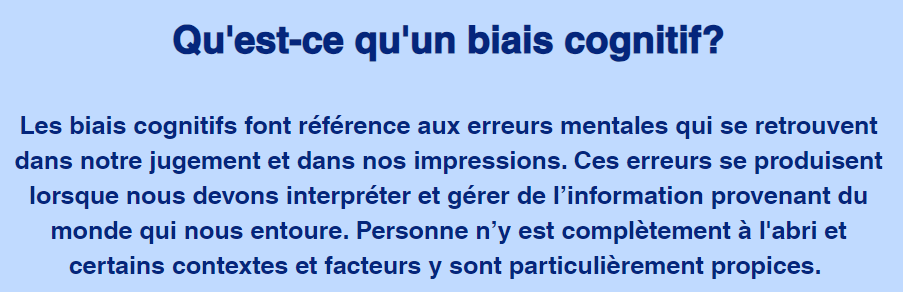 Qu'est-ce qu'un biais cognitif?
Les biais cognitifs font référence aux erreurs mentales qui se retrouvent
dans notre jugement et dans nos impressions. Ces erreurs se produisent
lorsque nous devons interpréter et gérer de l’information provenant du
monde qui nous entoure. Personne n’y est complètement à l'abri et
certains contextes et facteurs y sont particulièrement propices.